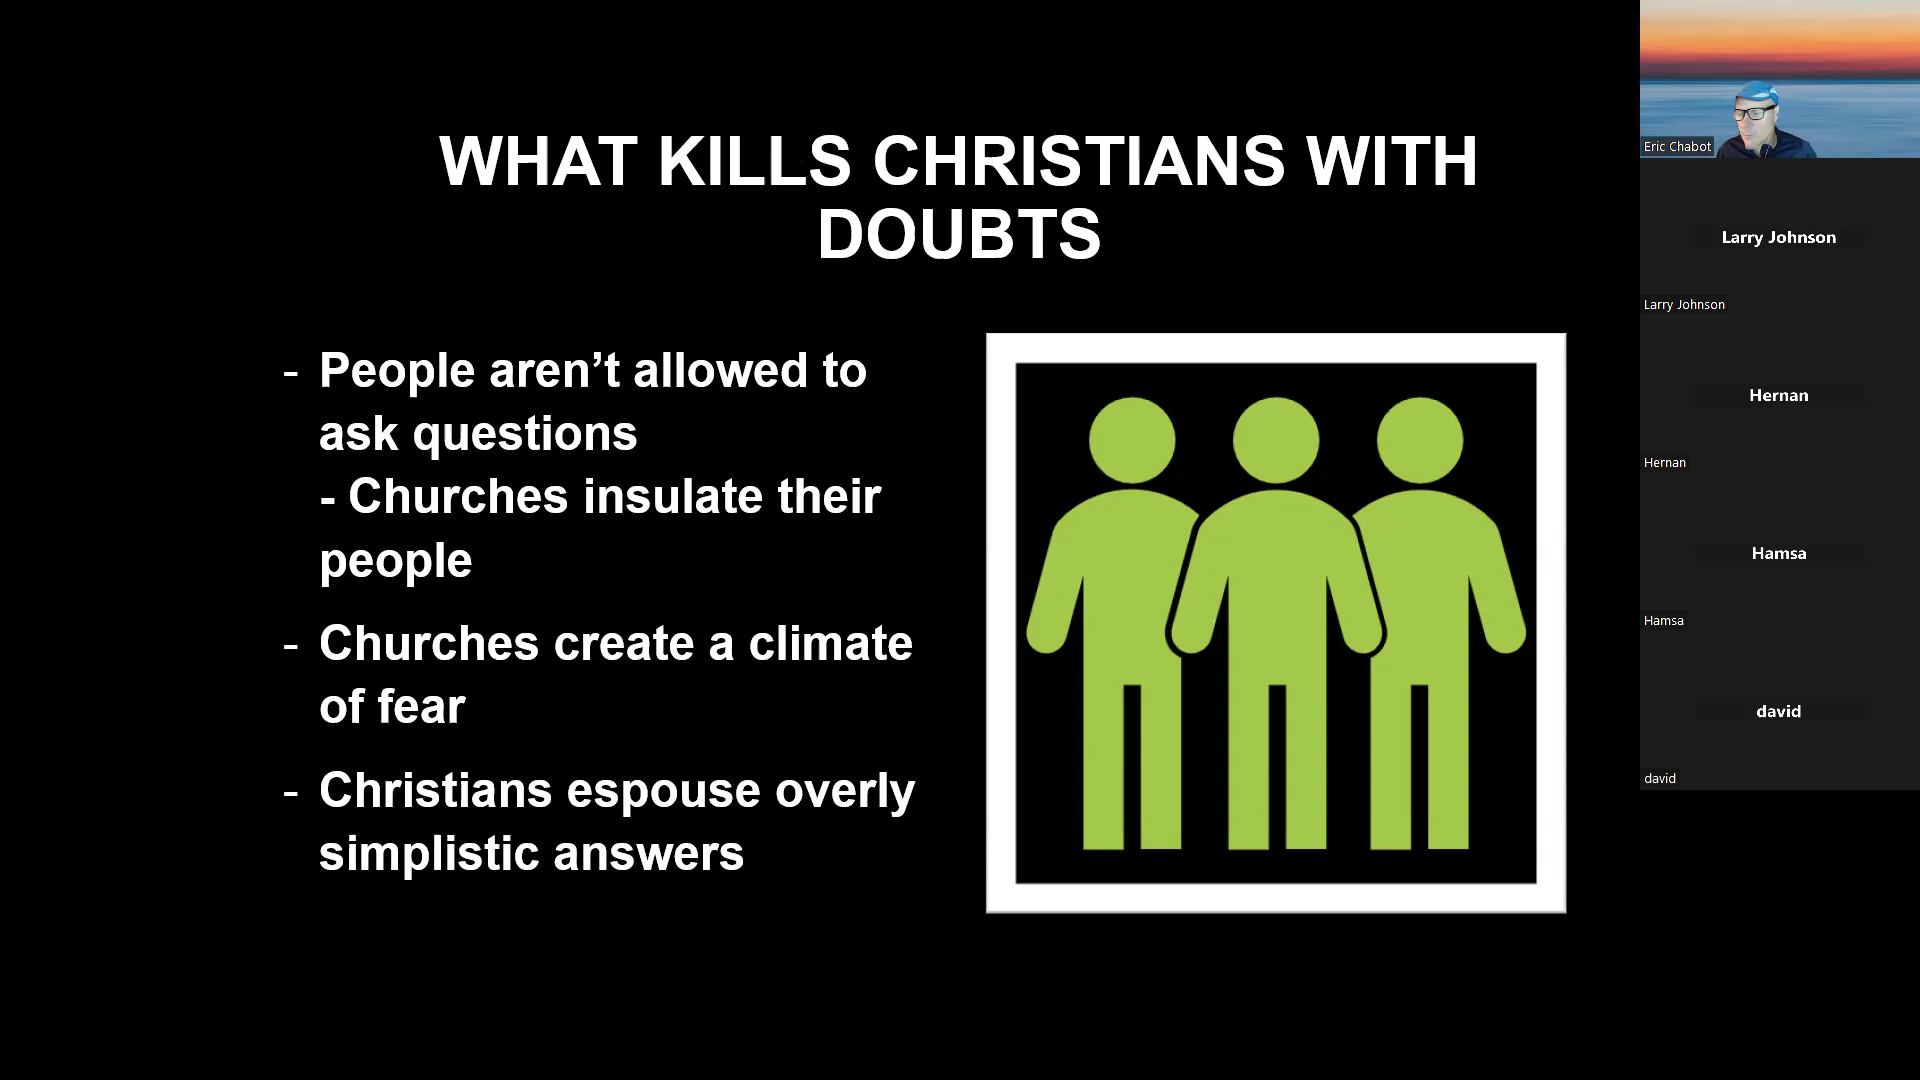 WHAT KILLS CHRISTIANS WITH
DOUBTS
- People aren’t allowed to
ask questions
- Churches insulate their
people
- Churches create a climate
of fear
- Christians espouse overly
simplistic answers
Eric Chabot
Larry Johnson
Larry Johnson
Hernan
Hernan
Hamsa
Hamsa
david
david